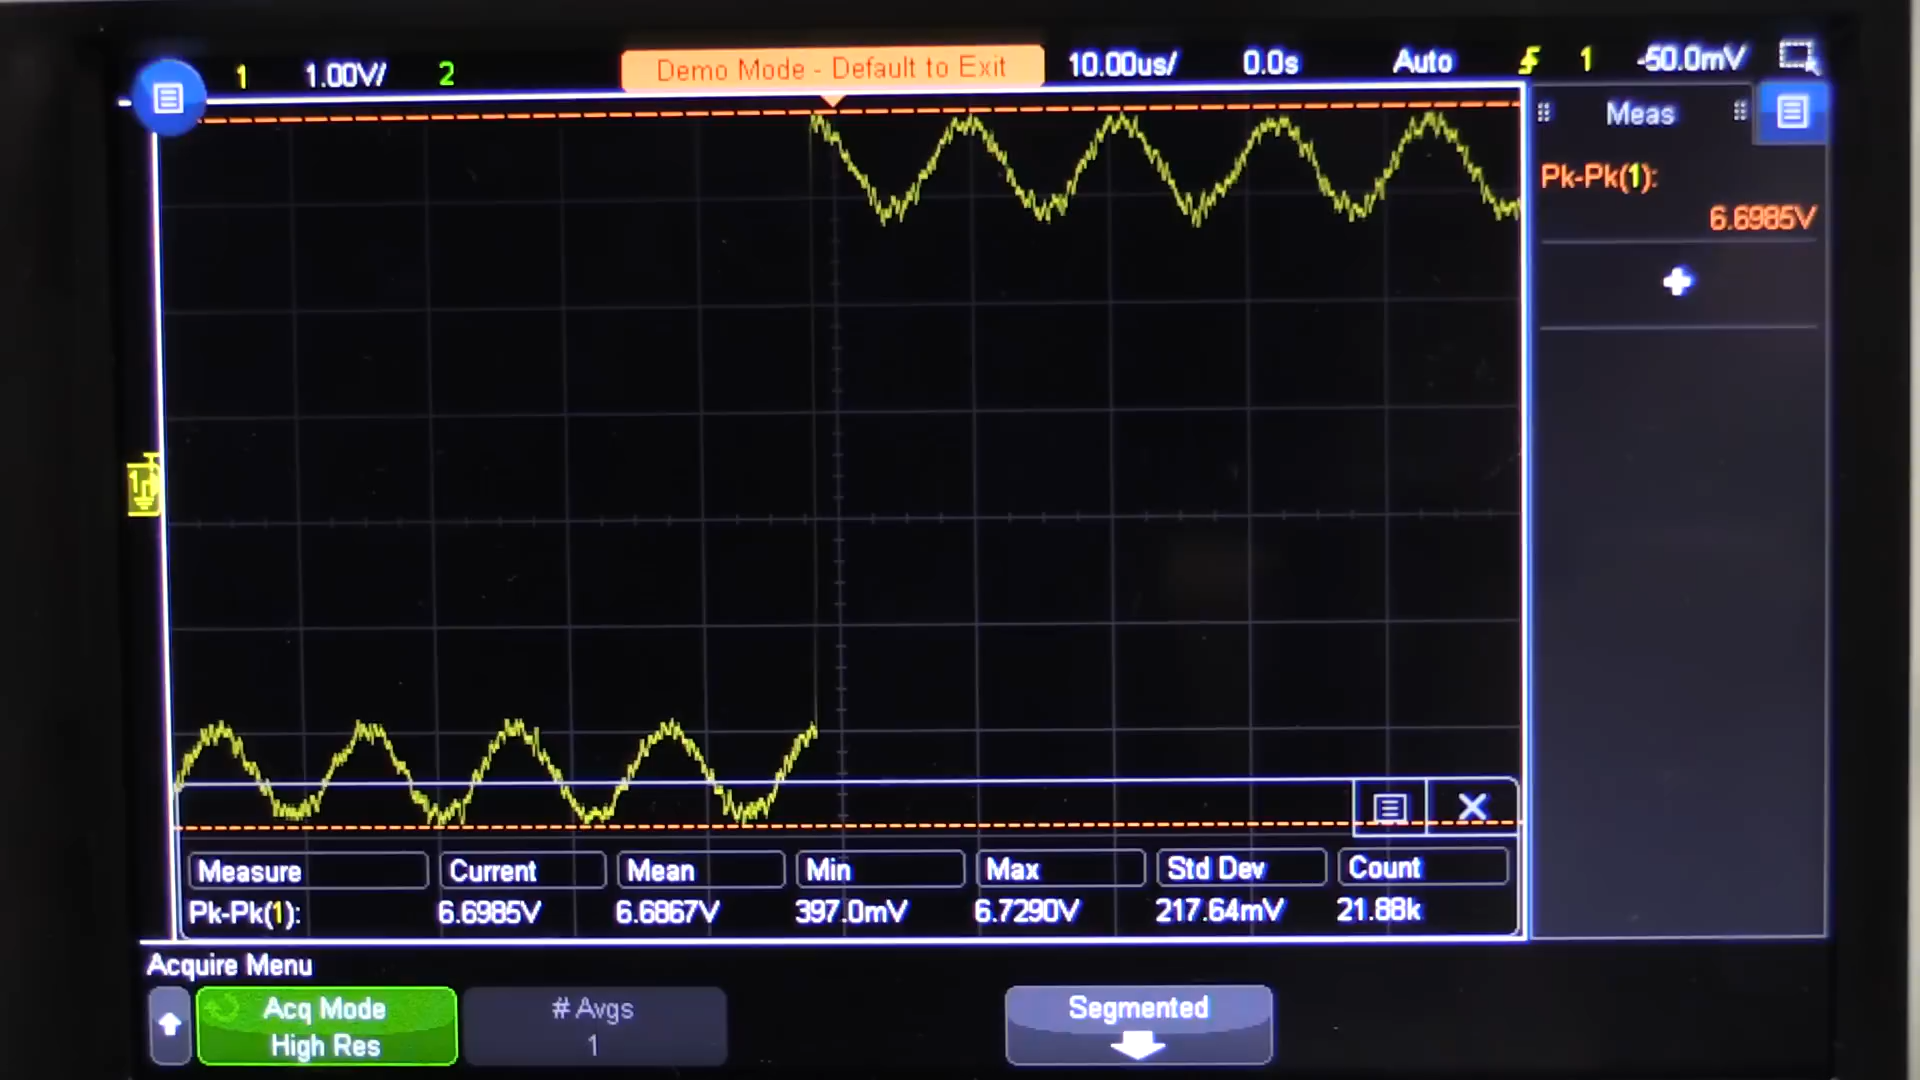 1 1.00V/ 2 Demo Mode - Default to Exit 10.00us/ 0.0s Auto 1 -50.0mV
Meas
Pk-Pk(1):
6.6985V
1
Measure Current Mean Min Max Std Dev Count
Pk-Pk(1): 6.6985V 6.6867V 397.0mV 6.7290V 217.64mV 21.88k
Acquire Menu
Acq Mode
High Res
# Avgs
1
Segmented